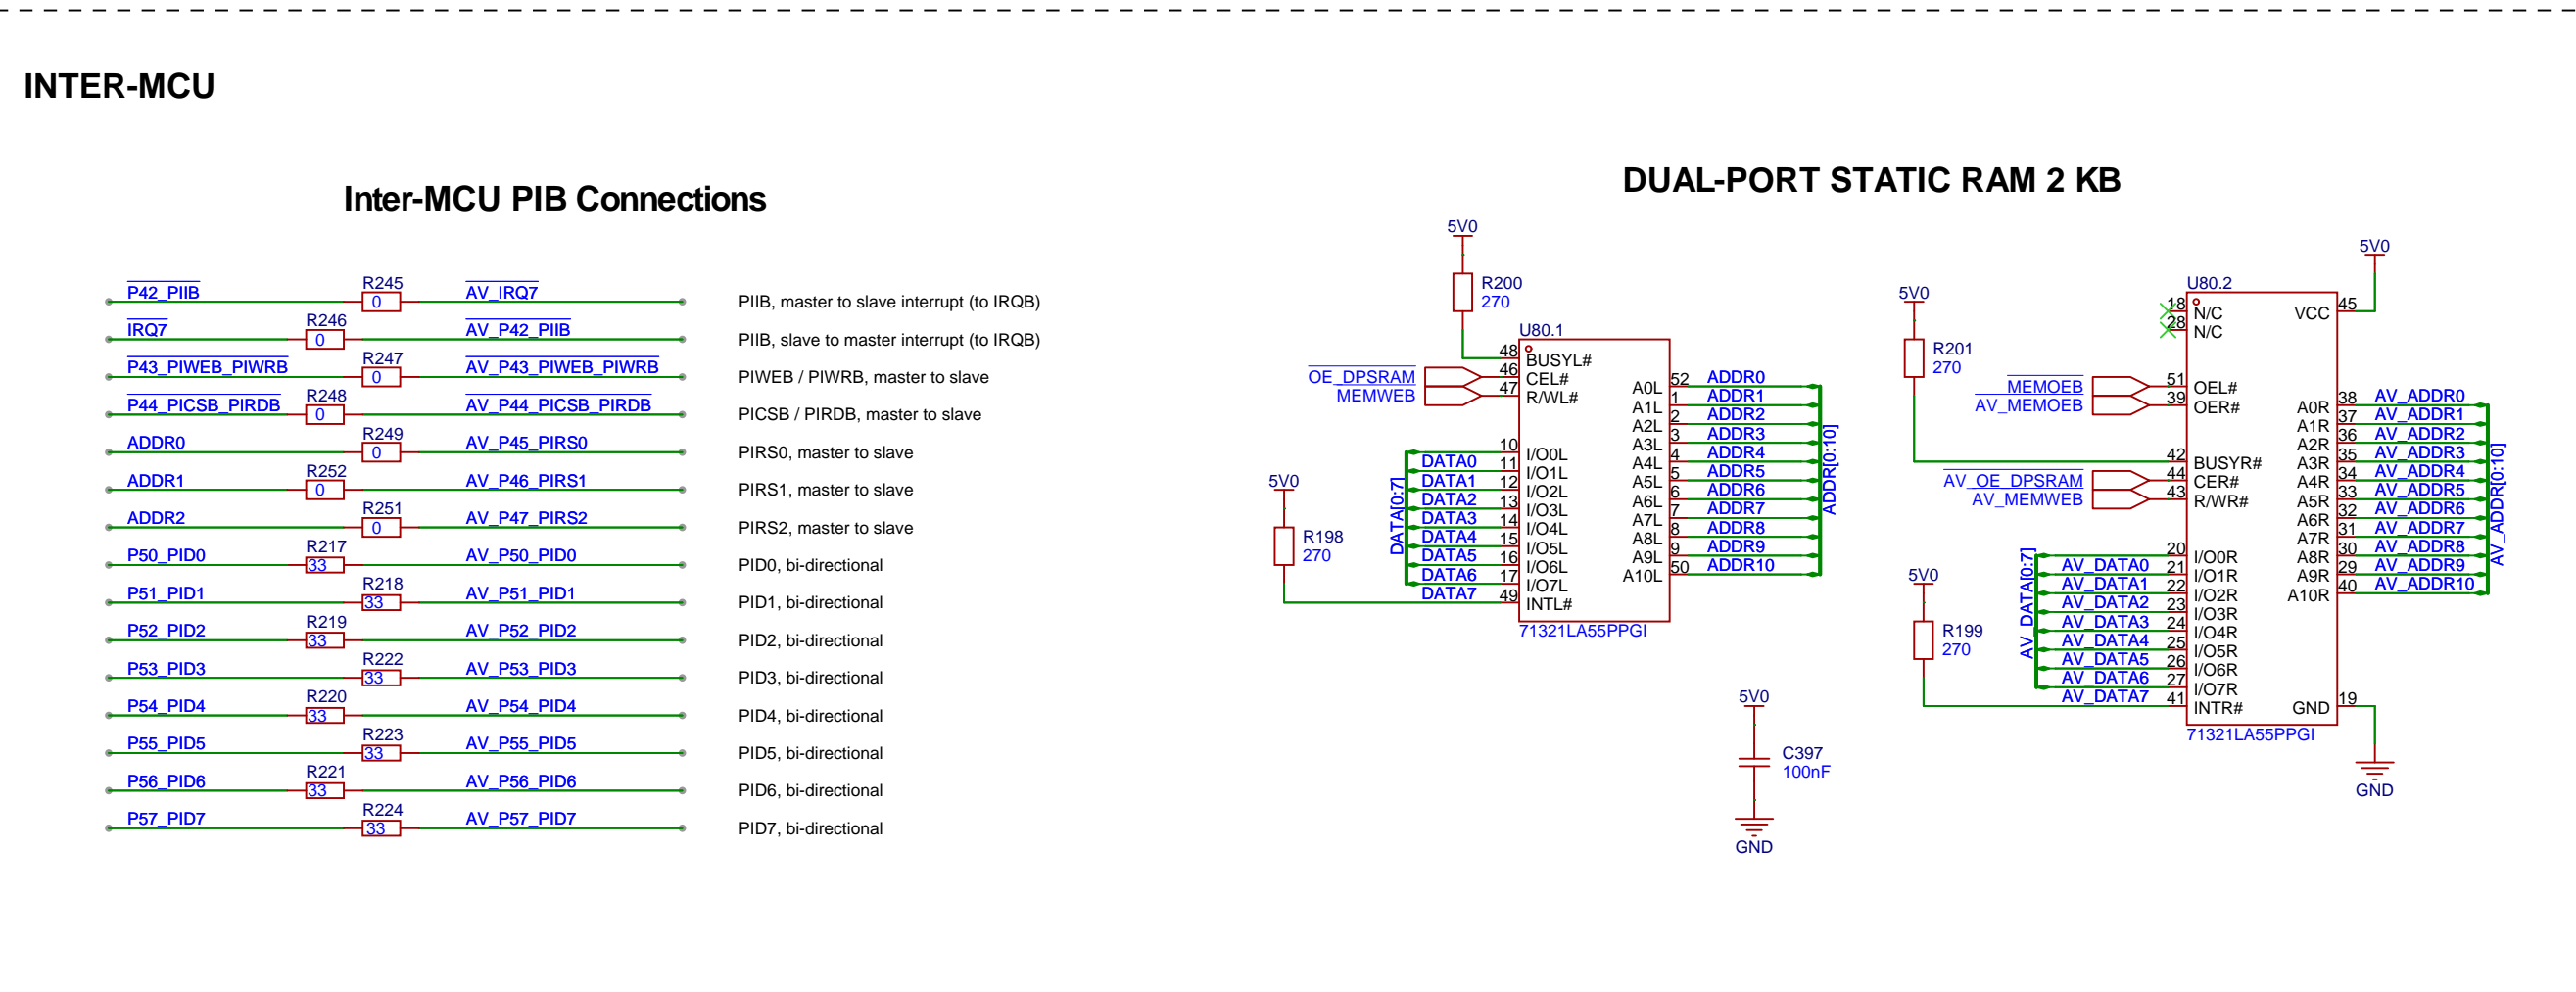 INTER-MCU
Inter-MCU PIB Connections
P42_PIIB R245 0 AV_IRQ7 PIIB, master to slave interrupt (to IRQB)
IRQ7 R246 0 AV_P42_PIIB PIIB, slave to master interrupt (to IRQB)
P43_PIWEB_PIWRB R247 0 AV_P43_PIWEB_PIWRB PIWEB / PIWRB, master to slave
P44_PICSB_PIRDB R248 0 AV_P44_PICSB_PIRDB PICSB / PIRDB, master to slave
ADDR0 R249 0 AV_P45_PIRS0 PIRS0, master to slave
ADDR1 R252 0 AV_P46_PIRS1 PIRS1, master to slave
ADDR2 R251 0 AV_P47_PIRS2 PIRS2, master to slave
P50_PID0 R217 33 AV_P50_PID0 PID0, bi-directional
P51_PID1 R218 33 AV_P51_PID1 PID1, bi-directional
P52_PID2 R219 33 AV_P52_PID2 PID2, bi-directional
P53_PID3 R222 33 AV_P53_PID3 PID3, bi-directional
P54_PID4 R220 33 AV_P54_PID4 PID4, bi-directional
P55_PID5 R223 33 AV_P55_PID5 PID5, bi-directional
P56_PID6 R221 33 AV_P56_PID6 PID6, bi-directional
P57_PID7 R224 33 AV_P57_PID7 PID7, bi-directional
DUAL-PORT STATIC RAM 2 KB
5V0
R200
270
U80.1
48 BUSYL#
OE_DPSRAM 46 CEL#
MEMWEB 47 R/WL#
A0L 52 ADDR0
A1L 1 ADDR1
A2L 2 ADDR2
A3L 3 ADDR3
A4L 4 ADDR4
A5L 5 ADDR5
A6L 6 ADDR6
A7L 7 ADDR7
A8L 8 ADDR8
A9L 9 ADDR9
A10L 50 ADDR10
ADDR[0:10]
DATA[0:7]
DATA0 10 I/O0L
DATA1 11 I/O1L
DATA2 12 I/O2L
DATA3 13 I/O3L
DATA4 14 I/O4L
DATA5 15 I/O5L
DATA6 16 I/O6L
DATA7 17 I/O7L
49 INTL#
71321LA55PPGI
5V0
R198
270
5V0
C397
100nF
GND
5V0
R201
270
5V0
U80.2
18 N/C
28 N/C
VCC 45
MEMOEB 51 OEL#
AV_MEMOEB 39 OER#
42 BUSYR#
AV_OE_DPSRAM 44 CER#
AV_MEMWEB 43 R/WR#
A0R 38 AV_ADDR0
A1R 37 AV_ADDR1
A2R 36 AV_ADDR2
A3R 35 AV_ADDR3
A4R 34 AV_ADDR4
A5R 33 AV_ADDR5
A6R 32 AV_ADDR6
A7R 31 AV_ADDR7
A8R 30 AV_ADDR8
A9R 29 AV_ADDR9
A10R 40 AV_ADDR10
AV_ADDR[0:10]
AV_DATA[0:7]
AV_DATA0 20 I/O0R
AV_DATA1 21 I/O1R
AV_DATA2 22 I/O2R
AV_DATA3 23 I/O3R
AV_DATA4 24 I/O4R
AV_DATA5 25 I/O5R
AV_DATA6 26 I/O6R
AV_DATA7 27 I/O7R
41 INTR#
GND 19
71321LA55PPGI
5V0
R199
270
GND